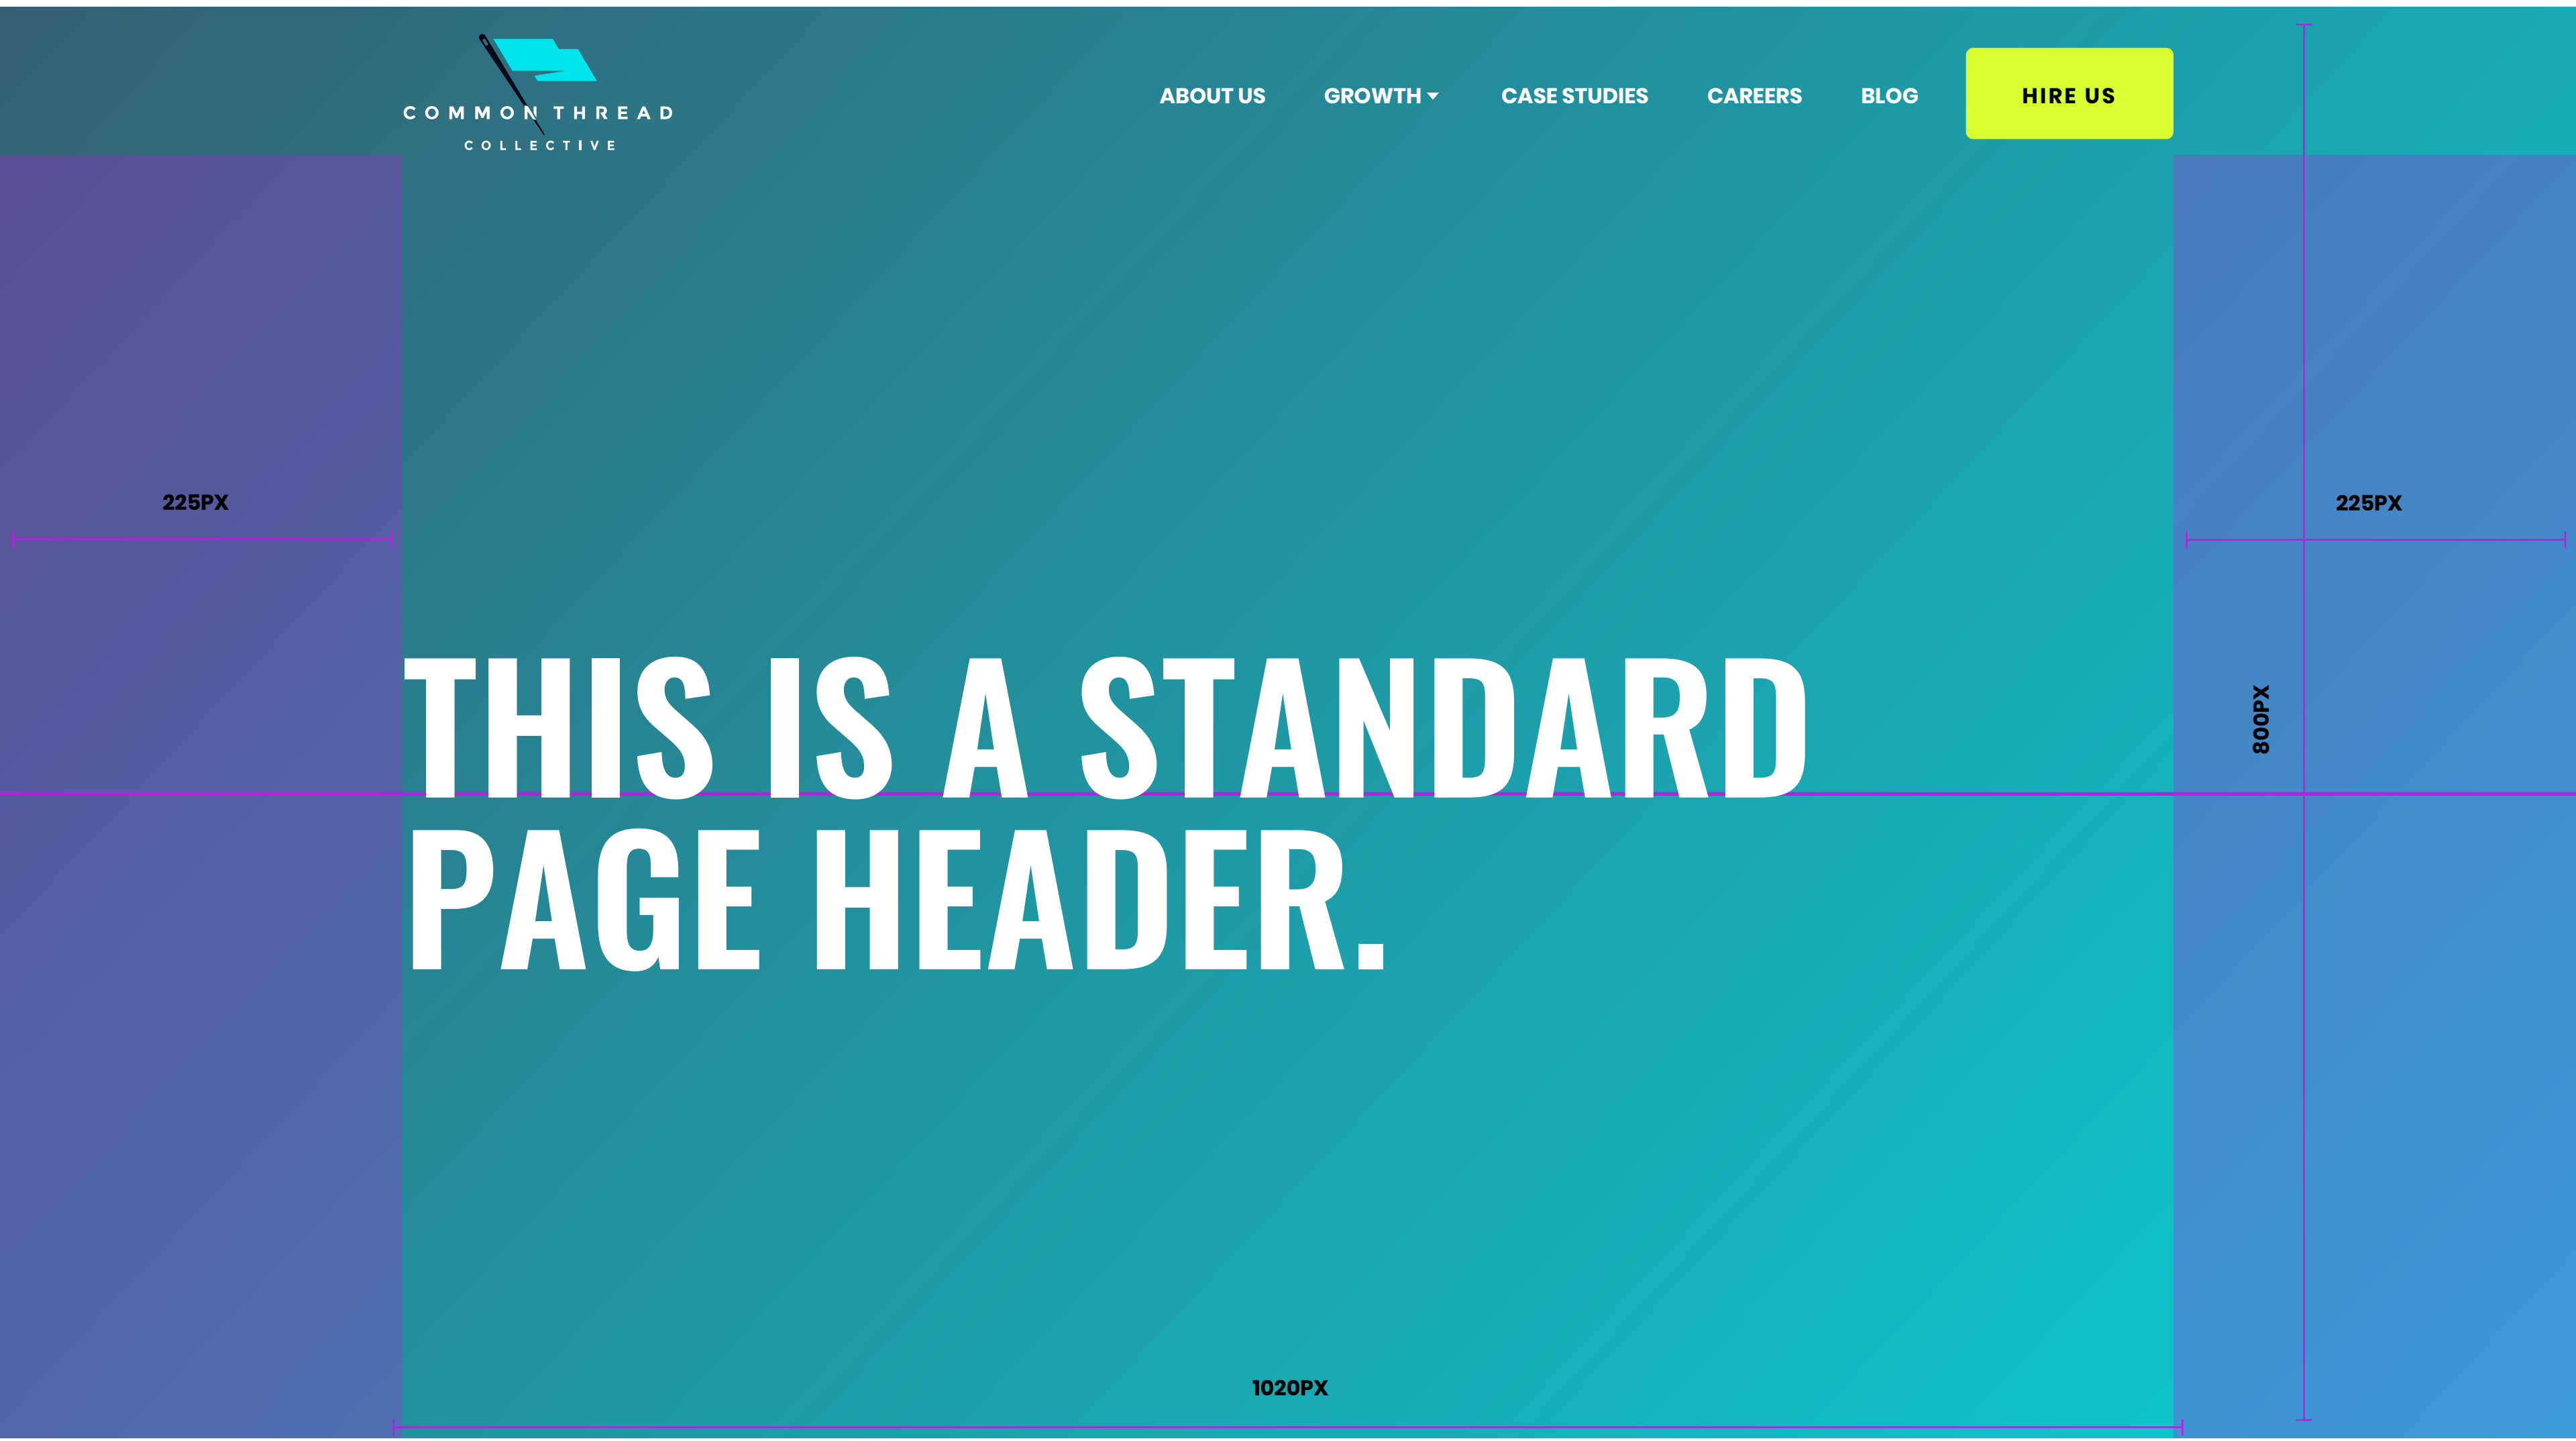 COMMON THREAD
COLLECTIVE
ABOUT US
GROWTH
CASE STUDIES
CAREERS
BLOG
HIRE US
225PX
225PX
THIS IS A STANDARD
PAGE HEADER.
800PX
1020PX